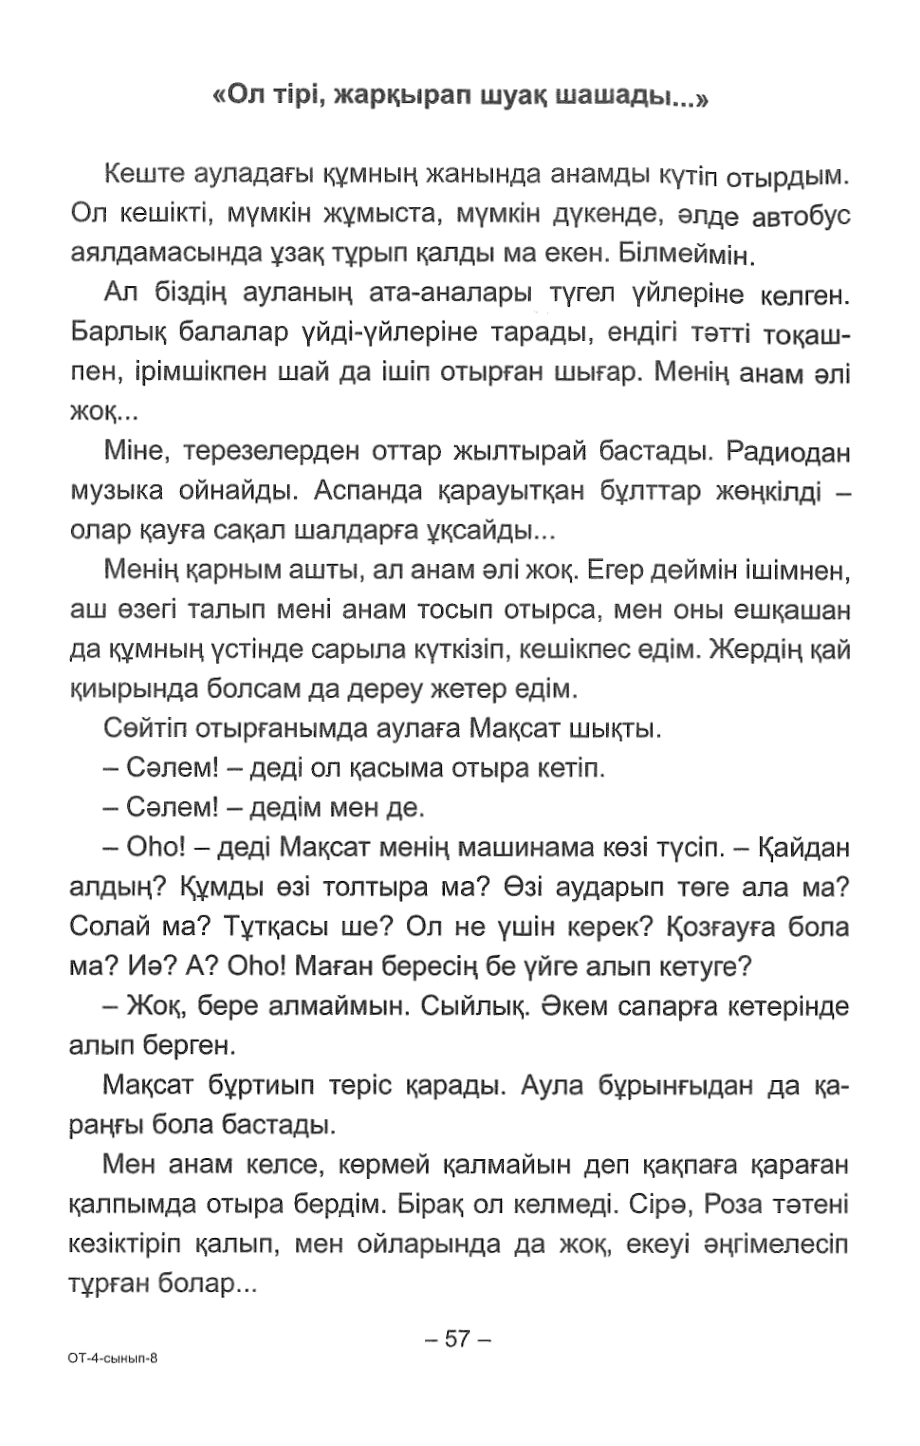 «Ол тірі, жарқырап шуақ шашады...»
Кеште ауладағы құмның жанында анамды күтіп отырдым.
Ол кешікті, мүмкін жұмыста, мүмкін дүкенде, әлде автобус
аялдамасында ұзақ тұрып қалды ма екен. Білмеймін.
Ал біздің ауланың ата-аналары түгел үйлеріне келген.
Барлық балалар үйді-үйлеріне тарады, ендігі тәтті тоқаш-
пен, ірімшікпен шай да ішіп отырған шығар. Менің анам әлі
жоқ...
Міне, терезелерден оттар жылтырай бастады. Радиодан
музыка ойнайды. Аспанда қарауытқан бұлттар жөңкілді –
олар қауға сақал шалдарға ұқсайды...
Менің қарным ашты, ал анам әлі жоқ. Егер деймін ішімнен,
аш өзегі талып мені анам тосып отырса, мен оны ешқашан
да құмның үстінде сарыла күткізіп, кешікпес едім. Жердің қай
қиырында болсам да дереу жетер едім.
Сөйтіп отырғанымда аулаға Мақсат шықты.
– Сәлем! – деді ол қасыма отыра кетіп.
– Сәлем! – дедім мен де.
– Оһо! – деді Мақсат менің машинама көзі түсіп. – Қайдан
алдың? Құмды өзі толтыра ма? Өзі аударып төге ала ма?
Солай ма? Тұтқасы ше? Ол не үшін керек? Қозғауға бола
ма? Иә? А? Оһо! Маған бересің бе үйге алып кетуге?
– Жоқ, бере алмаймын. Сыйлық. Әкем сапарға кетерінде
алып берген.
Мақсат бұртиып теріс қарады. Аула бұрынғыдан да қа-
раңғы бола бастады.
Мен анам келсе, көрмей қалмайын деп қақпаға қараған
қалпымда отыра бердім. Бірақ ол келмеді. Сірә, Роза тәтені
кезіктіріп қалып, мен ойларында да жоқ, екеуі әңгімелесіп
тұрған болар...
– 57 –
ОТ-4-сынып-8